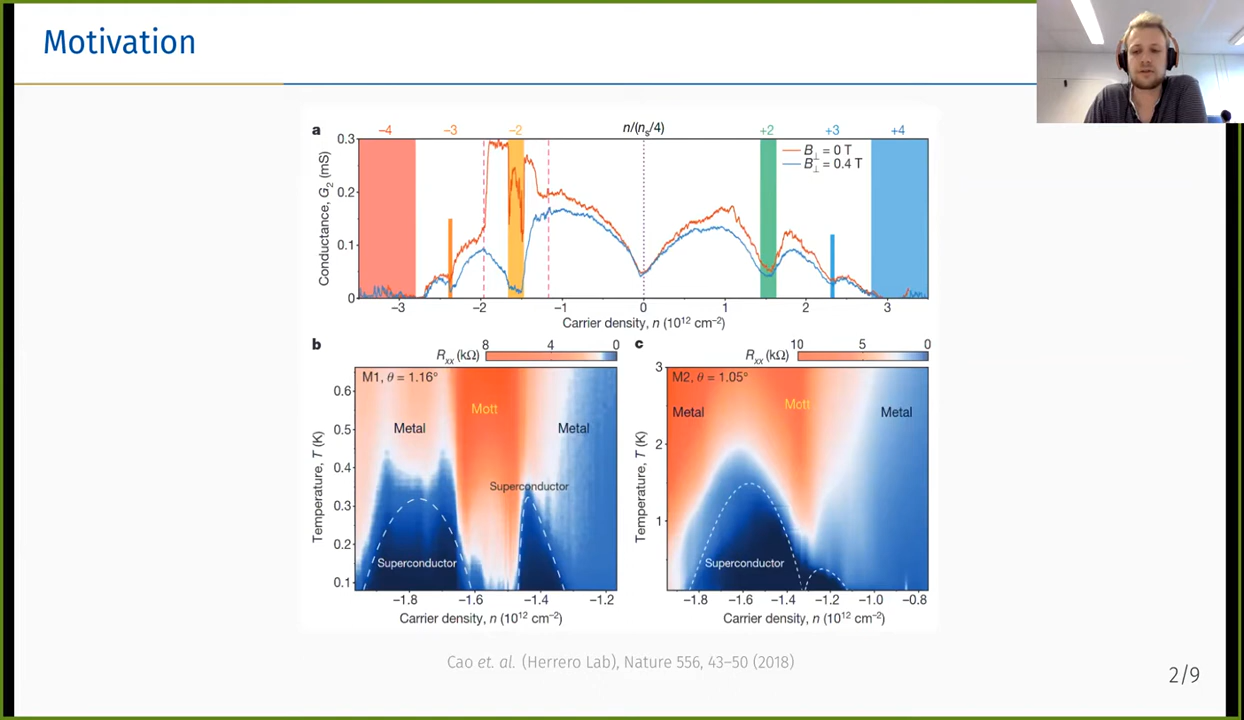 Motivation
a
−4 −3 −2 n/(nₛ/4) +2 +3 +4
B⊥ = 0 T
B⊥ = 0.4 T
Conductance, G₂ (mS)
0.3
0.2
0.1
0
−3 −2 −1 0 1 2 3
Carrier density, n (10¹² cm⁻²)
b
Rxx (kΩ) 8 4 0
M1, θ = 1.16°
Mott
Metal Metal
Superconductor
Superconductor
Temperature, T (K)
0.6
0.5
0.4
0.3
0.2
0.1
−1.8 −1.6 −1.4 −1.2
Carrier density, n (10¹² cm⁻²)
c
Rxx (kΩ) 10 5 0
M2, θ = 1.05°
Mott
Metal Metal
Superconductor
Temperature, T (K)
3
2
1
−1.8 −1.6 −1.4 −1.2 −1.0 −0.8
Carrier density, n (10¹² cm⁻²)
Cao et. al. (Herrero Lab), Nature 556, 43–50 (2018)
2/9